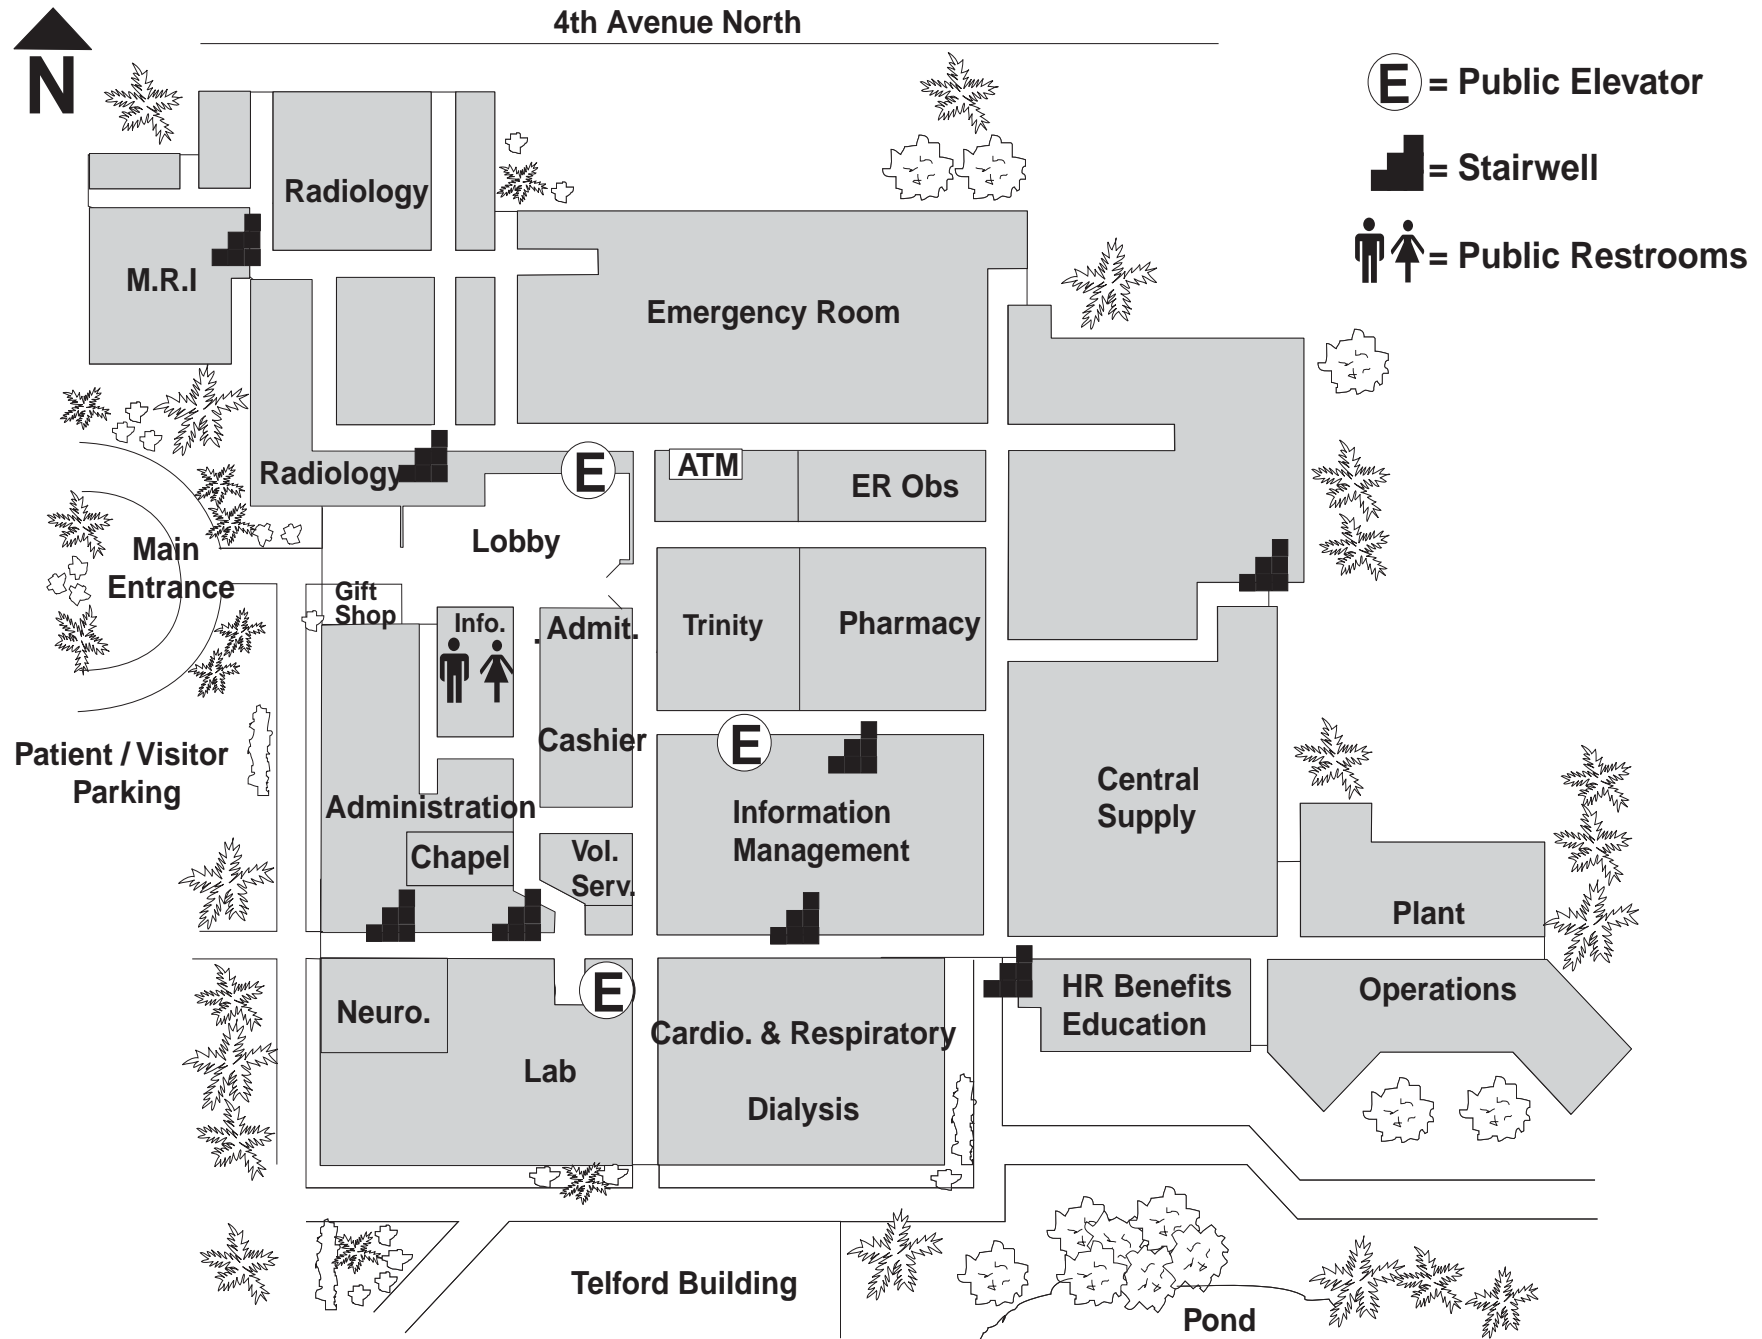 4th Avenue North
N
E = Public Elevator
= Stairwell
= Public Restrooms
Radiology
M.R.I
Emergency Room
Radiology
E
ATM
ER Obs
Lobby
Main
Entrance
Gift
Shop
Info.
. Admit.
Trinity
Pharmacy
Cashier
E
Patient / Visitor
Parking
Administration
Information
Management
Central
Supply
Chapel
Vol.
Serv.
Plant
Neuro.
E
HR Benefits
Education
Operations
Cardio. & Respiratory
Lab
Dialysis
Telford Building
Pond